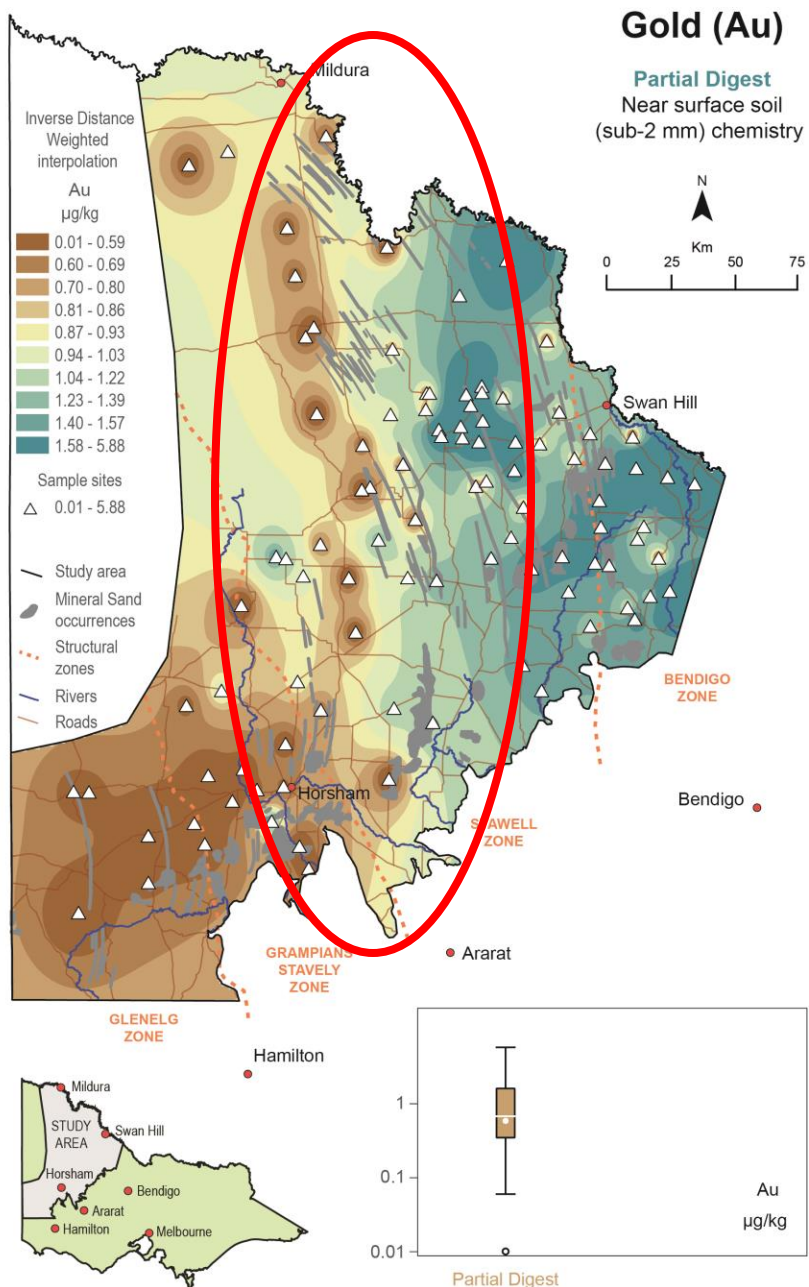 Gold (Au)
Partial Digest
Near surface soil
(sub-2 mm) chemistry
N
Km
0 25 50 75
Mildura
Inverse Distance
Weighted
interpolation
Au
µg/kg
0.01 - 0.59
0.60 - 0.69
0.70 - 0.80
0.81 - 0.86
0.87 - 0.93
0.94 - 1.03
1.04 - 1.22
1.23 - 1.39
1.40 - 1.57
1.58 - 5.88
Sample sites
0.01 - 5.88
Study area
Mineral Sand
occurrences
Structural
zones
Rivers
Roads
Swan Hill
BENDIGO
ZONE
Horsham
Bendigo
STAWELL
ZONE
Ararat
GRAMPIANS
STAVELY
ZONE
GLENELG
ZONE
Hamilton
Mildura
STUDY
AREA
Swan Hill
Horsham
Bendigo
Ararat
Hamilton
Melbourne
1
0.1
0.01
Au
µg/kg
Partial Digest